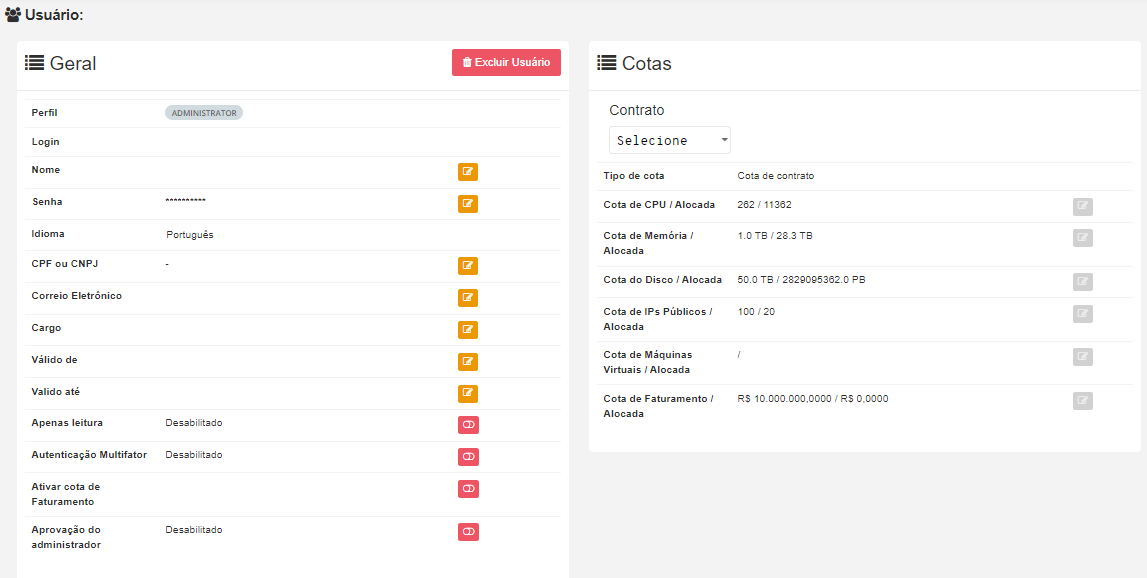 Usuário:
Geral
Excluir Usuário
Perfil ADMINISTRATOR
Login
Nome
Senha **********
Idioma Português
CPF ou CNPJ -
Correio Eletrônico
Cargo
Válido de
Valido até
Apenas leitura Desabilitado
Autenticação Multifator Desabilitado
Ativar cota de
Faturamento
Aprovação do Desabilitado
administrador
Cotas
Contrato
Selecione
Tipo de cota Cota de contrato
Cota de CPU / Alocada 262 / 11362
Cota de Memória / 1.0 TB / 28.3 TB
Alocada
Cota do Disco / Alocada 50.0 TB / 2829095362.0 PB
Cota de IPs Públicos / 100 / 20
Alocada
Cota de Máquinas /
Virtuais / Alocada
Cota de Faturamento / R$ 10.000.000,0000 / R$ 0,0000
Alocada